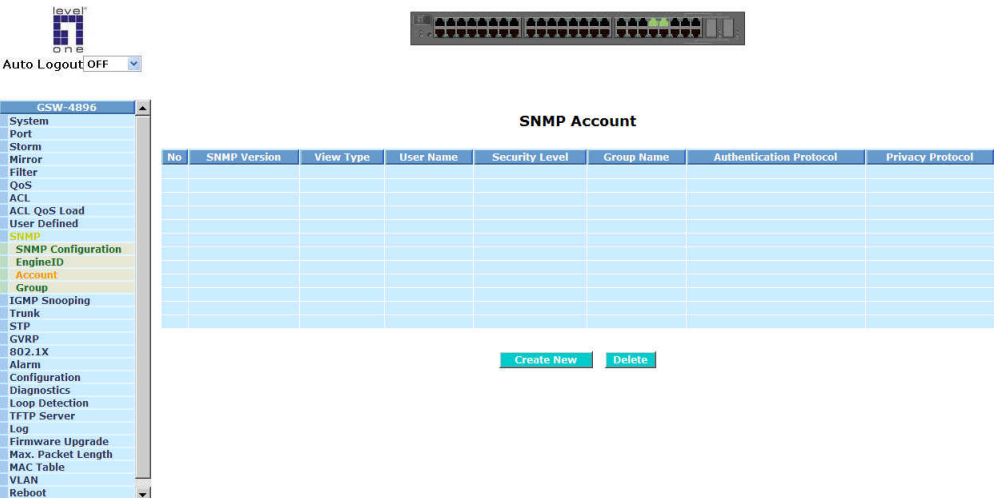 level
one
Auto Logout OFF
GSW-4896
System
Port
Storm
Mirror
Filter
QoS
ACL
ACL QoS Load
User Defined
SNMP
SNMP Configuration
EngineID
Account
Group
IGMP Snooping
Trunk
STP
GVRP
802.1X
Alarm
Configuration
Diagnostics
Loop Detection
TFTP Server
Log
Firmware Upgrade
Max. Packet Length
MAC Table
VLAN
Reboot
SNMP Account
No SNMP Version View Type User Name Security Level Group Name Authentication Protocol Privacy Protocol
Create New Delete